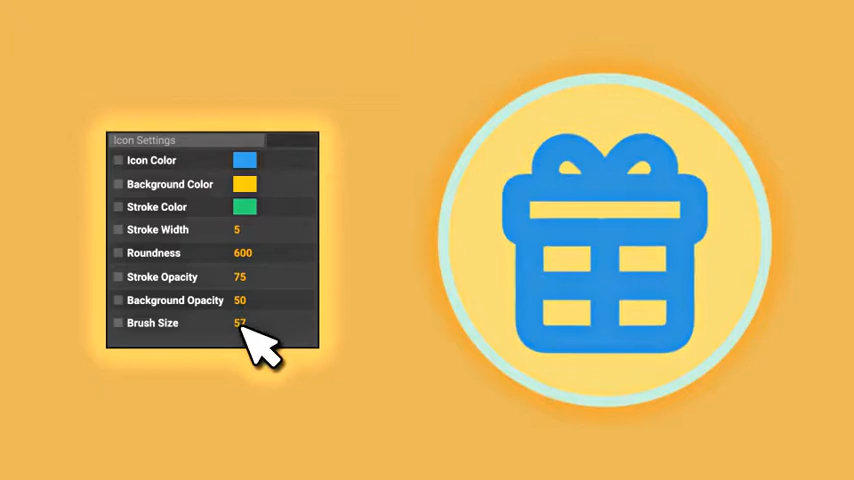 Icon Settings
Icon Color
Background Color
Stroke Color
Stroke Width 5
Roundness 600
Stroke Opacity 75
Background Opacity 50
Brush Size 57